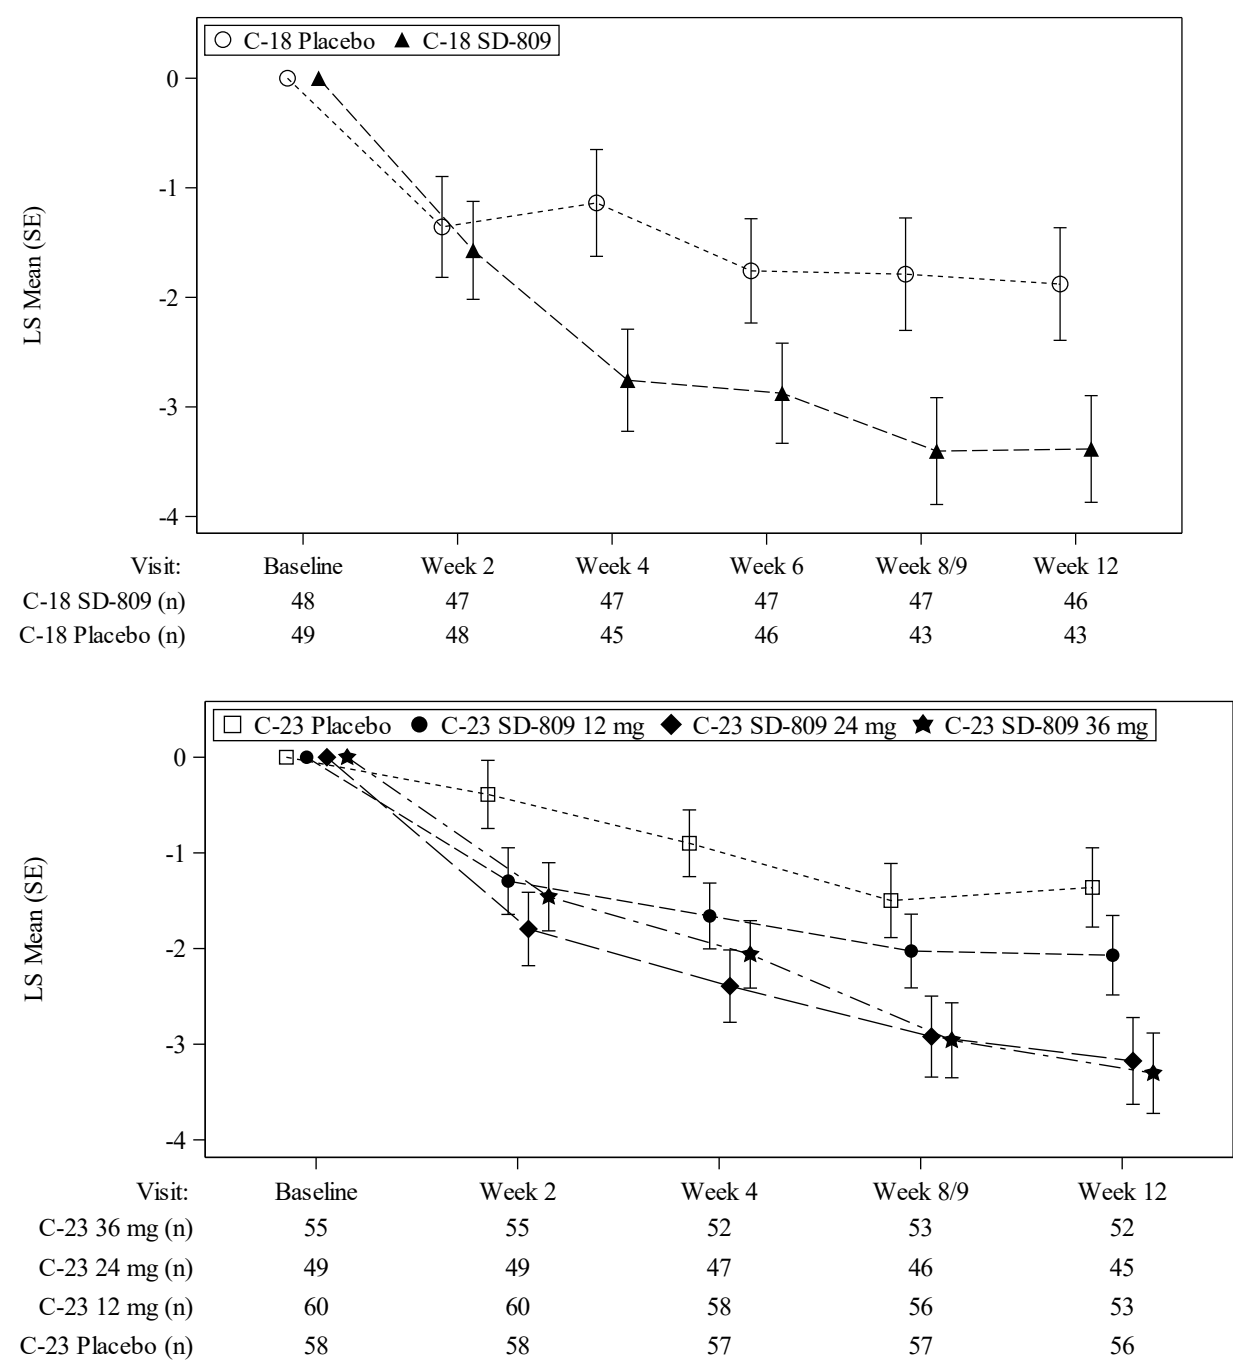 C-18 Placebo C-18 SD-809
0
-1
-2
-3
-4
LS Mean (SE)
Visit: Baseline Week 2 Week 4 Week 6 Week 8/9 Week 12
C-18 SD-809 (n) 48 47 47 47 47 46
C-18 Placebo (n) 49 48 45 46 43 43
C-23 Placebo C-23 SD-809 12 mg C-23 SD-809 24 mg C-23 SD-809 36 mg
0
-1
-2
-3
-4
LS Mean (SE)
Visit: Baseline Week 2 Week 4 Week 8/9 Week 12
C-23 36 mg (n) 55 55 52 53 52
C-23 24 mg (n) 49 49 47 46 45
C-23 12 mg (n) 60 60 58 56 53
C-23 Placebo (n) 58 58 57 57 56